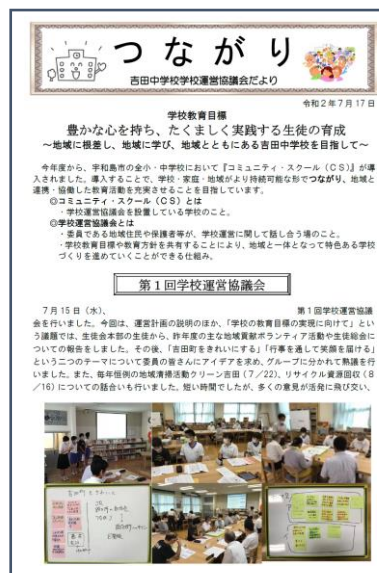 つながり
吉田中学校学校運営協議会だより
令和2年7月17日
学校教育目標
豊かな心を持ち、たくましく実践する生徒の育成
～地域に根差し、地域に学び、地域とともにある吉田中学校を目指して～
今年度から、宇和島市の全小・中学校において『コミュニティ・スクール（CS）』が導
入されました。導入することで、学校・家庭・地域がより持続可能な形でつながり、地域と
連携・協働した教育活動を充実させることを目指しています。
◎コミュニティ・スクール（CS）とは
・学校運営協議会を設置している学校のこと。
◎学校運営協議会とは
・委員である地域住民や保護者等が、学校運営に関して話し合う場のこと。
・学校教育目標や教育方針を共有することにより、地域と一体となって特色ある学校
づくりを進めていくことができる仕組み。
第1回学校運営協議会
7月15日（水）、 第1回学校運営協議
会を行いました。今回は、運営計画の説明のほか、「学校の教育目標の実現に向けて」とい
う議題では、生徒会本部の生徒から、昨年度の主な地域貢献ボランティア活動や生徒総会に
ついての報告をしました。その後、「吉田町をきれいにする」「行事を通して笑顔を届ける」
という二つのテーマについて委員の皆さんにアイデアを求め、グループに分かれて熟議を行
いました。また、毎年恒例の地域清掃活動クリーン吉田（7／22）、リサイクル資源回収（8
／16）についての話合いも行いました。短い時間でしたが、多くの意見が活発に飛び交い、